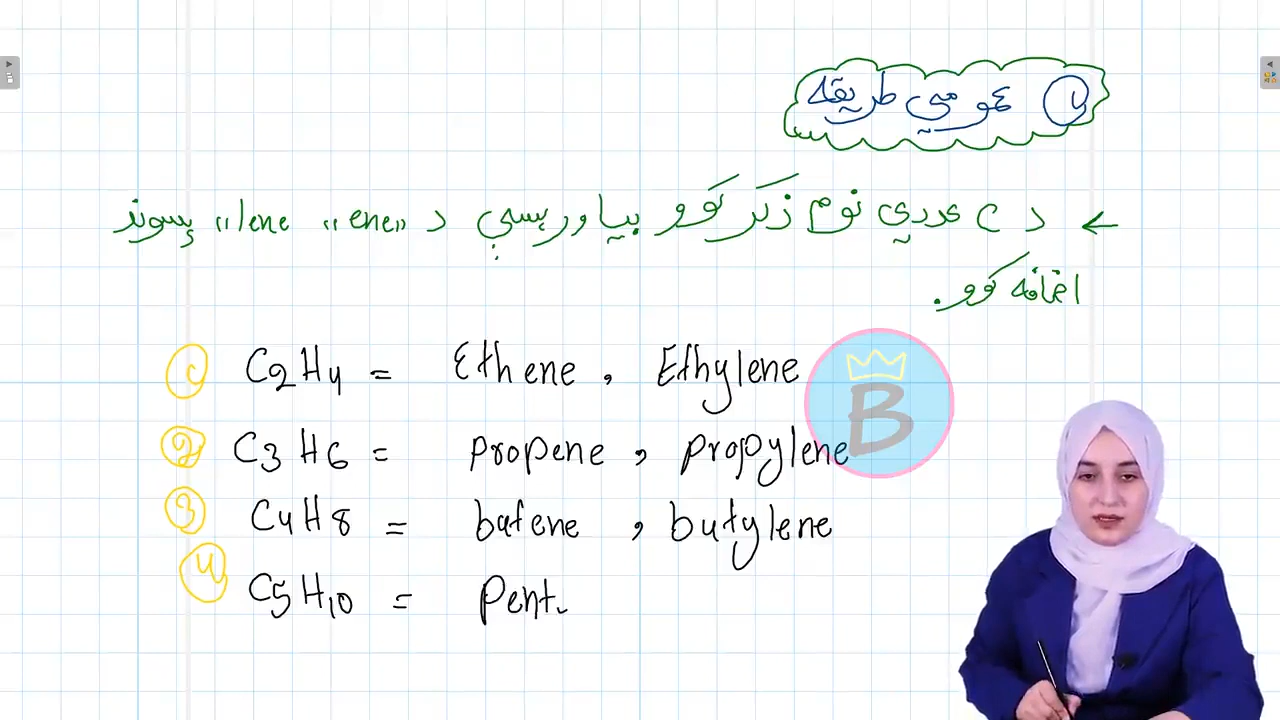 ۱ عمومي طریقه
← د C عددي نوم ذکر کوو بیا ورپسې د «ene» «lene» پسوند
اضافه کوو.
1 C2H4 = Ethene , Ethylene
2 C3H6 = propene , propylene
3 C4H8 = butene , butylene
4 C5H10 = Pent
B